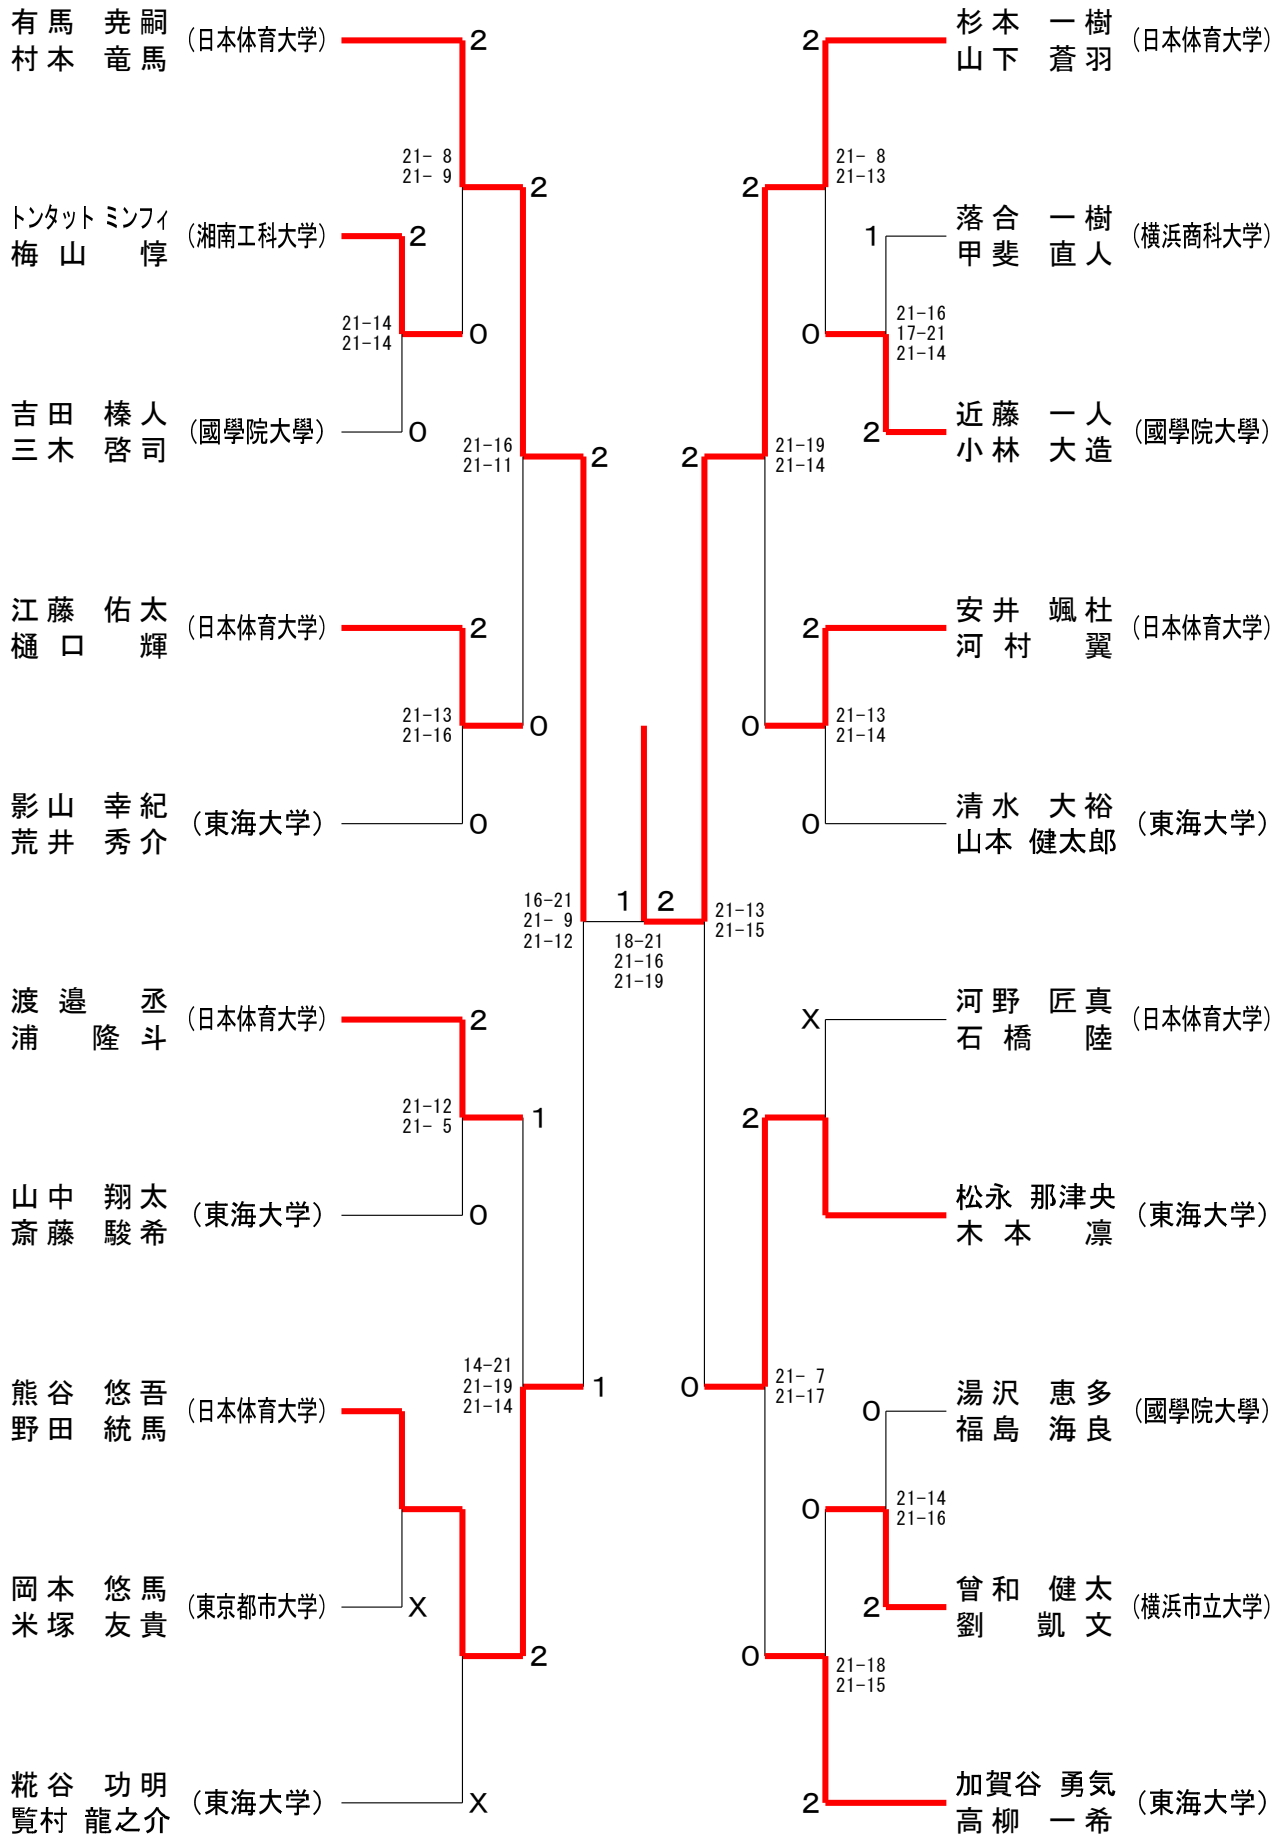 有馬 尭嗣
村本 竜馬
(日本体育大学)
2
21- 8
21- 9
2
トンタット ミンフィ
梅山 惇
(湘南工科大学)
2
21-14
21-14
0
吉田 榛人
三木 啓司
(國學院大學)
0
21-16
21-11
2
江藤 佑太
樋口 輝
(日本体育大学)
2
21-13
21-16
0
影山 幸紀
荒井 秀介
(東海大学)
0
16-21
21- 9
21-12
1
2
18-21
21-16
21-19
渡邉 丞
浦 隆斗
(日本体育大学)
2
21-12
21- 5
1
山中 翔太
斎藤 駿希
(東海大学)
0
14-21
21-19
21-14
1
熊谷 悠吾
野田 統馬
(日本体育大学)
岡本 悠馬
米塚 友貴
(東京都市大学)
X
2
糀谷 功明
覧村 龍之介
(東海大学)
X
杉本 一樹
山下 蒼羽
(日本体育大学)
2
21- 8
21-13
2
落合 一樹
甲斐 直人
(横浜商科大学)
1
21-16
17-21
21-14
0
近藤 一人
小林 大造
(國學院大學)
2
21-19
21-14
2
安井 颯杜
河村 翼
(日本体育大学)
2
21-13
21-14
0
清水 大裕
山本 健太郎
(東海大学)
0
21-13
21-15
河野 匠真
石橋 陸
(日本体育大学)
X
2
松永 那津央
木本 凛
(東海大学)
21- 7
21-17
0
湯沢 恵多
福島 海良
(國學院大學)
0
21-14
21-16
0
曾和 健太
劉 凱文
(横浜市立大学)
2
21-18
21-15
0
加賀谷 勇気
高柳 一希
(東海大学)
2